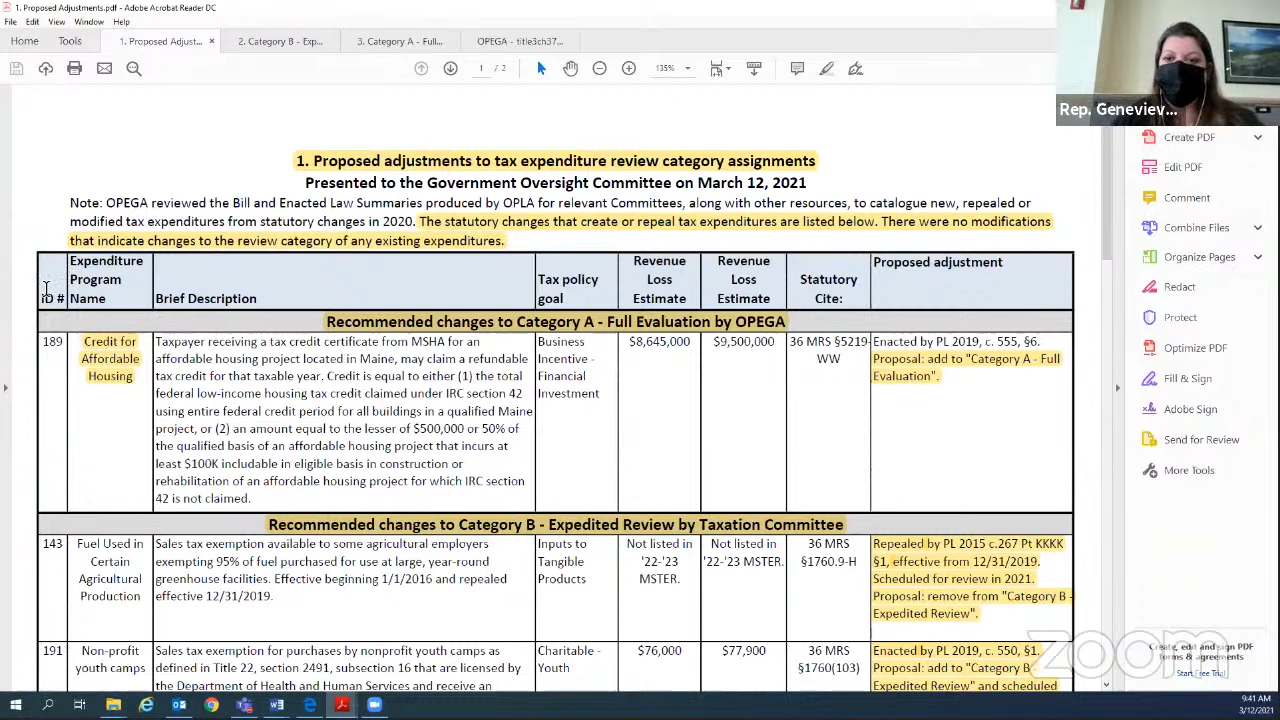 1. Proposed Adjustments.pdf - Adobe Acrobat Reader DC
File Edit View Window Help
Home Tools 1. Proposed Adjust... × 2. Category B - Exp... 3. Category A - Full... OPEGA - title3ch37...
1 / 2 135%
Rep. Geneviev...
Create PDF
Edit PDF
Comment
Combine Files
Organize Pages
Redact
Protect
Optimize PDF
Fill & Sign
Adobe Sign
Send for Review
More Tools
1. Proposed adjustments to tax expenditure review category assignments
Presented to the Government Oversight Committee on March 12, 2021
Note: OPEGA reviewed the Bill and Enacted Law Summaries produced by OPLA for relevant Committees, along with other resources, to catalogue new, repealed or
modified tax expenditures from statutory changes in 2020. The statutory changes that create or repeal tax expenditures are listed below. There were no modifications
that indicate changes to the review category of any existing expenditures.
ID #
Expenditure
Program
Name
Brief Description
Tax policy
goal
Revenue
Loss
Estimate
Revenue
Loss
Estimate
Statutory
Cite:
Proposed adjustment
Recommended changes to Category A - Full Evaluation by OPEGA
189
Credit for
Affordable
Housing
Taxpayer receiving a tax credit certificate from MSHA for an
affordable housing project located in Maine, may claim a refundable
tax credit for that taxable year. Credit is equal to either (1) the total
federal low-income housing tax credit claimed under IRC section 42
using entire federal credit period for all buildings in a qualified Maine
project, or (2) an amount equal to the lesser of $500,000 or 50% of
the qualified basis of an affordable housing project that incurs at
least $100K includable in eligible basis in construction or
rehabilitation of an affordable housing project for which IRC section
42 is not claimed.
Business
Incentive -
Financial
Investment
$8,645,000
$9,500,000
36 MRS §5219-
WW
Enacted by PL 2019, c. 555, §6.
Proposal: add to "Category A - Full
Evaluation".
Recommended changes to Category B - Expedited Review by Taxation Committee
143
Fuel Used in
Certain
Agricultural
Production
Sales tax exemption available to some agricultural employers
exempting 95% of fuel purchased for use at large, year-round
greenhouse facilities. Effective beginning 1/1/2016 and repealed
effective 12/31/2019.
Inputs to
Tangible
Products
Not listed in
'22-'23
MSTER.
Not listed in
'22-'23 MSTER.
36 MRS
§1760.9-H
Repealed by PL 2015 c.267 Pt KKKK
§1, effective from 12/31/2019.
Scheduled for review in 2021.
Proposal: remove from "Category B -
Expedited Review".
191
Non-profit
youth camps
Sales tax exemption for purchases by nonprofit youth camps as
defined in Title 22, section 2491, subsection 16 that are licensed by
the Department of Health and Human Services and receive an
Charitable -
Youth
$76,000
$77,900
36 MRS
§1760(103)
Enacted by PL 2019, c. 550, §1.
Proposal: add to "Category B -
Expedited Review" and scheduled
Create, edit and sign PDF
forms & agreements
Start Free Trial
zoom
9:41 AM
3/12/2021